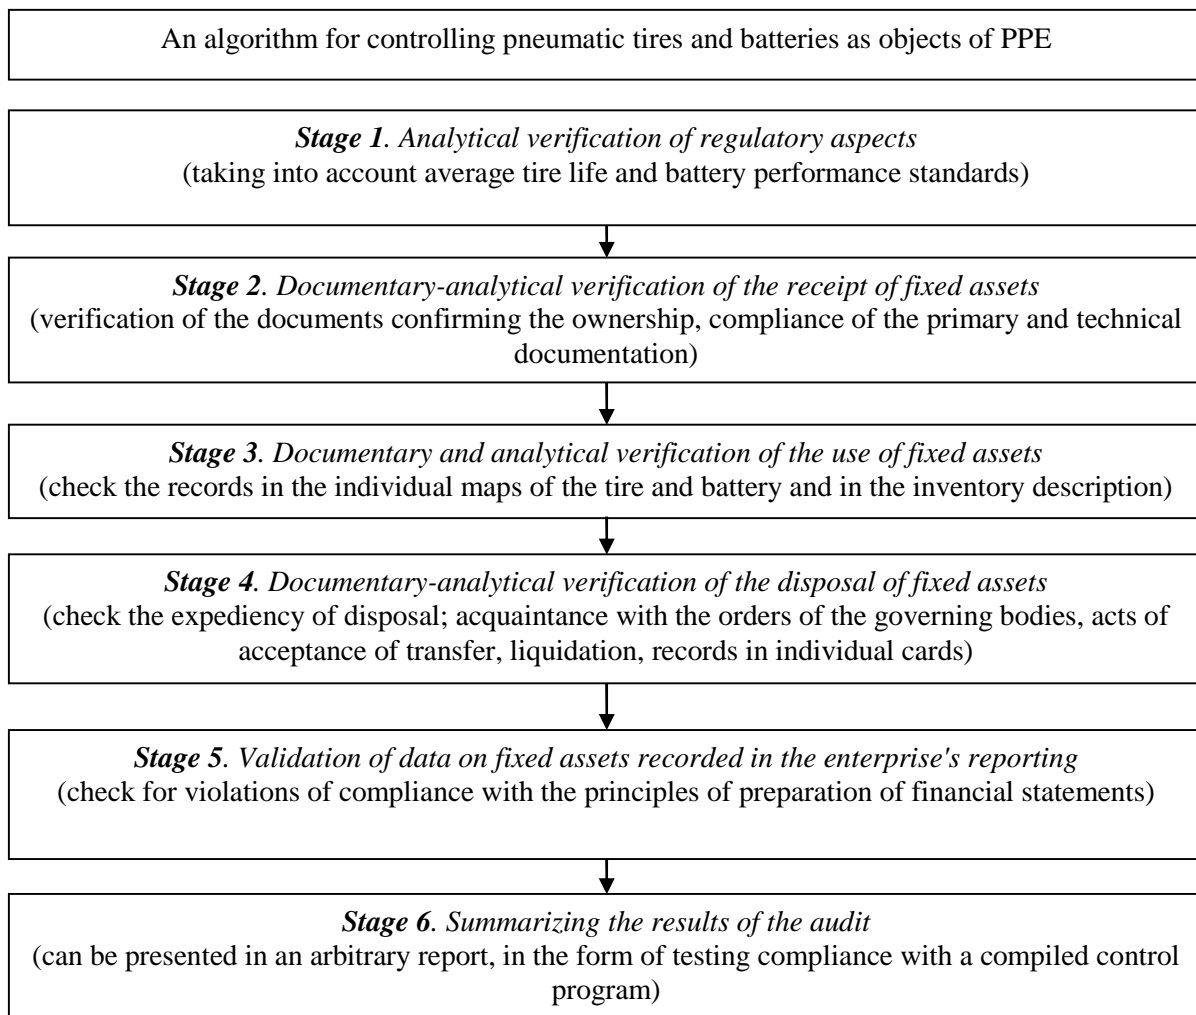 An algorithm for controlling pneumatic tires and batteries as objects of PPE
Stage 1. Analytical verification of regulatory aspects
(taking into account average tire life and battery performance standards)
Stage 2. Documentary-analytical verification of the receipt of fixed assets
(verification of the documents confirming the ownership, compliance of the primary and technical
documentation)
Stage 3. Documentary and analytical verification of the use of fixed assets
(check the records in the individual maps of the tire and battery and in the inventory description)
Stage 4. Documentary-analytical verification of the disposal of fixed assets
(check the expediency of disposal; acquaintance with the orders of the governing bodies, acts of
acceptance of transfer, liquidation, records in individual cards)
Stage 5. Validation of data on fixed assets recorded in the enterprise's reporting
(check for violations of compliance with the principles of preparation of financial statements)
Stage 6. Summarizing the results of the audit
(can be presented in an arbitrary report, in the form of testing compliance with a compiled control
program)